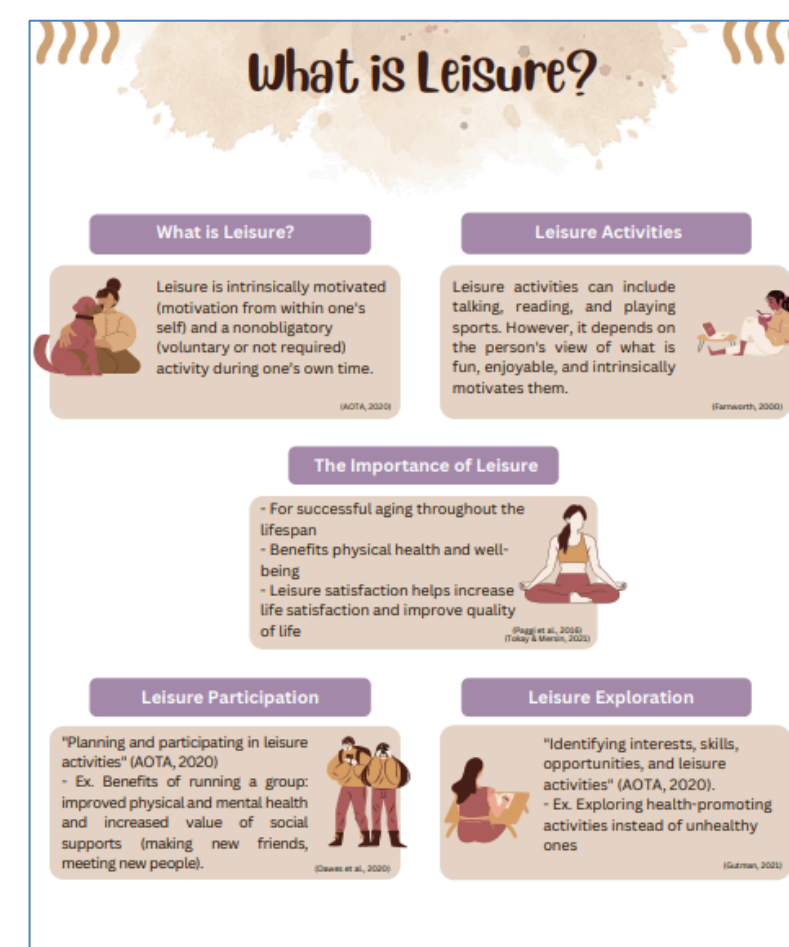 What is Leisure?
What is Leisure?
Leisure is intrinsically motivated
(motivation from within one's
self) and a nonobligatory
(voluntary or not required)
activity during one's own time.
(AOTA, 2020)
Leisure Activities
Leisure activities can include
talking, reading, and playing
sports. However, it depends on
the person's view of what is
fun, enjoyable, and intrinsically
motivates them.
(Farnworth, 2000)
The Importance of Leisure
- For successful aging throughout the
lifespan
- Benefits physical health and well-
being
- Leisure satisfaction helps increase
life satisfaction and improve quality
of life
(Paggi et al., 2016)
(Tokay & Mersin, 2021)
Leisure Participation
"Planning and participating in leisure
activities" (AOTA, 2020)
- Ex. Benefits of running a group:
improved physical and mental health
and increased value of social
supports (making new friends,
meeting new people).
(Dawes et al., 2020)
Leisure Exploration
"Identifying interests, skills,
opportunities, and leisure
activities" (AOTA, 2020).
- Ex. Exploring health-promoting
activities instead of unhealthy
ones
(Gutman, 2021)